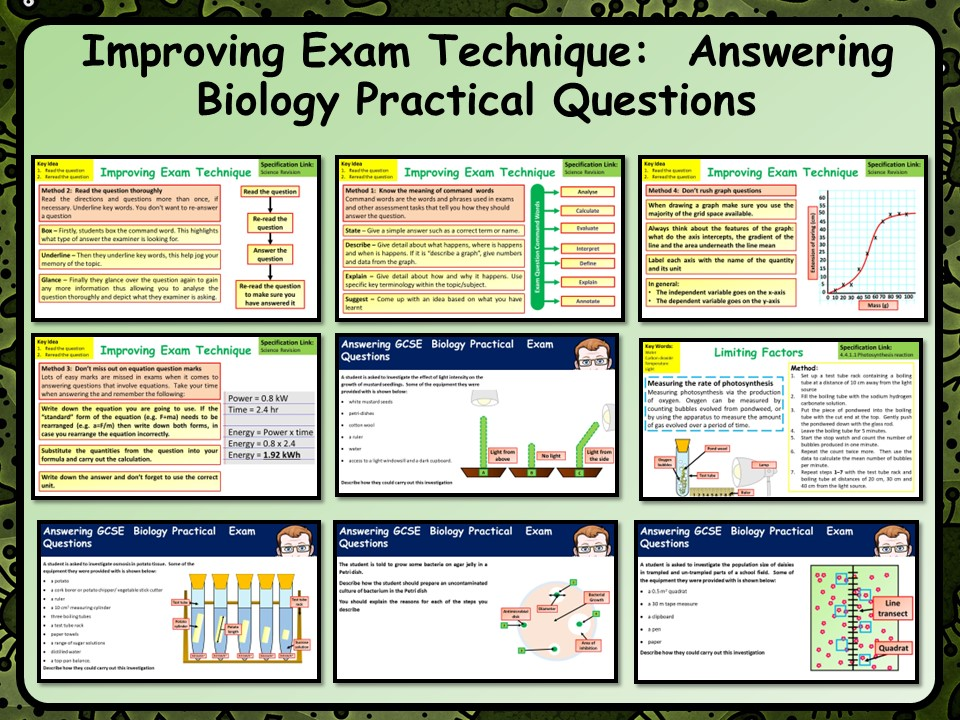 Improving Exam Technique: Answering
Biology Practical Questions
Key Idea
1. Read the question
2. Reread the question
Improving Exam Technique
Specification Link:
Science Revision
Method 2: Read the question thoroughly
Read the directions and questions more than once, if
necessary. Underline key words. You don't want to re-answer
a question
Box – Firstly, students box the command word. This highlights
what type of answer the examiner is looking for.
Underline – Then they underline key words, this help jog your
memory of the topic.
Glance – Finally they glance over the question again to gain
any more information thus allowing you to analyse the
question thoroughly and depict what they examiner is asking.
Read the question
Re-read the
question
Answer the
question
Re-read the question
to make sure you
have answered it
Key Idea
1. Read the question
2. Reread the question
Improving Exam Technique
Specification Link:
Science Revision
Method 1: Know the meaning of command words
Command words are the words and phrases used in exams
and other assessment tasks that tell you how they should
answer the question.
State – Give a simple answer such as a correct term or name.
Describe – Give detail about what happens, where is happens
and when is happens. If it is "describe a graph", give numbers
and data from the graph.
Explain – Give detail about how and why it happens. Use
specific key terminology within the topic/subject.
Suggest – Come up with an idea based on what you have
learnt
Exam Question Command Words
Analyse
Calculate
Evaluate
Interpret
Define
Explain
Annotate
Key Idea
1. Read the question
2. Reread the question
Improving Exam Technique
Specification Link:
Science Revision
Method 4: Don't rush graph questions
When drawing a graph make sure you use the
majority of the grid space available.
Always think about the features of the graph:
what do the axis intercepts, the gradient of the
line and the area underneath the line mean
Label each axis with the name of the quantity
and its unit
In general:
• The independent variable goes on the x-axis
• The dependent variable goes on the y-axis
Extension of spring (cm)
60
55
50
45
40
35
30
25
20
15
10
5
0
0 10 20 30 40 50 60 70 80 90 100
Mass (g)
Key Idea
1. Read the question
2. Reread the question
Improving Exam Technique
Specification Link:
Science Revision
Method 3: Don't miss out on equation question marks
Lots of easy marks are missed in exams when it comes to
answering questions that involve equations. Take your time
when answering the and remember the following:
Write down the equation you are going to use. If the
"standard" form of the equation (e.g. F=ma) needs to be
rearranged (e.g. a=F/m) then write down both forms, in
case you rearrange the equation incorrectly.
Substitute the quantities from the question into your
formula and carry out the calculation.
Write down the answer and don't forget to use the correct
unit.
Power = 0.8 kW
Time = 2.4 hr
Energy = Power x time
Energy = 0.8 x 2.4
Energy = 1.92 kWh
Answering GCSE Biology Practical Exam
Questions
A student is asked to investigate the effect of light intensity on the
growth of mustard seedlings. Some of the equipment they were
provided with is shown below:
• white mustard seeds
• petri dishes
• cotton wool
• a ruler
• water
• access to a light windowsill and a dark cupboard.
Describe how they could carry out this investigation
Light from
above
No light
Light from
the side
Key Words:
Water
Carbon dioxide
Temperature
Light
Limiting Factors
Specification Link:
4.4.1.1 Photosynthesis reaction
Measuring the rate of photosynthesis
Measuring photosynthesis via the production
of oxygen. Oxygen can be measured by
counting bubbles evolved from pondweed, or
by using the apparatus to measure the amount
of gas evolved over a period of time.
Oxygen bubbles
Pond weed
Test tube
Lamp
Ruler
Method:
1. Set up a test tube rack containing a boiling
tube at a distance of 10 cm away from the light
source
2. Fill the boiling tube with the sodium hydrogen
carbonate solution.
3. Put the piece of pondweed into the boiling tube
with the cut end at the top. Gently push
the pondweed down with the glass rod.
4. Leave the boiling tube for 5 minutes.
5. Start the stop watch and count the number of
bubbles produced in one minute.
6. Repeat the count twice more. Then use the
data to calculate the mean number of bubbles
per minute.
7. Repeat steps 1–7 with the test tube rack and
boiling tube at distances of 20 cm, 30 cm and
40 cm from the light source.
Answering GCSE Biology Practical Exam
Questions
A student is asked to investigate osmosis in potato tissue. Some of the
equipment they were provided with is shown below:
• a potato
• a cork borer or potato chipper/ vegetable stick cutter
• a ruler
• a 10 cm³ measuring cylinder
• three boiling tubes
• a test tube rack
• paper towels
• a range of sugar solutions
• distilled water
• a top pan balance.
Describe how they could carry out this investigation
Test tube
Test tube rack
Potato cylinder
Potato length
Sucrose solution
Answering GCSE Biology Practical Exam
Questions
The student is told to grow some bacteria on agar jelly in a
Petri dish.
Describe how the student should prepare an uncontaminated
culture of bacterium in the Petri dish
You should explain the reasons for each of the steps you
describe
Antimicrobial disk
Diameter
Bacterial Growth
Area of inhibition
Answering GCSE Biology Practical Exam
Questions
A student is asked to investigate the population size of daisies
in trampled and un-trampled parts of a school field. Some of
the equipment they were provided with is shown below:
• a 0.5m² quadrat
• a 30 m tape measure
• a clipboard
• a pen
• paper
Describe how they could carry out this investigation
Line
transect
Quadrat